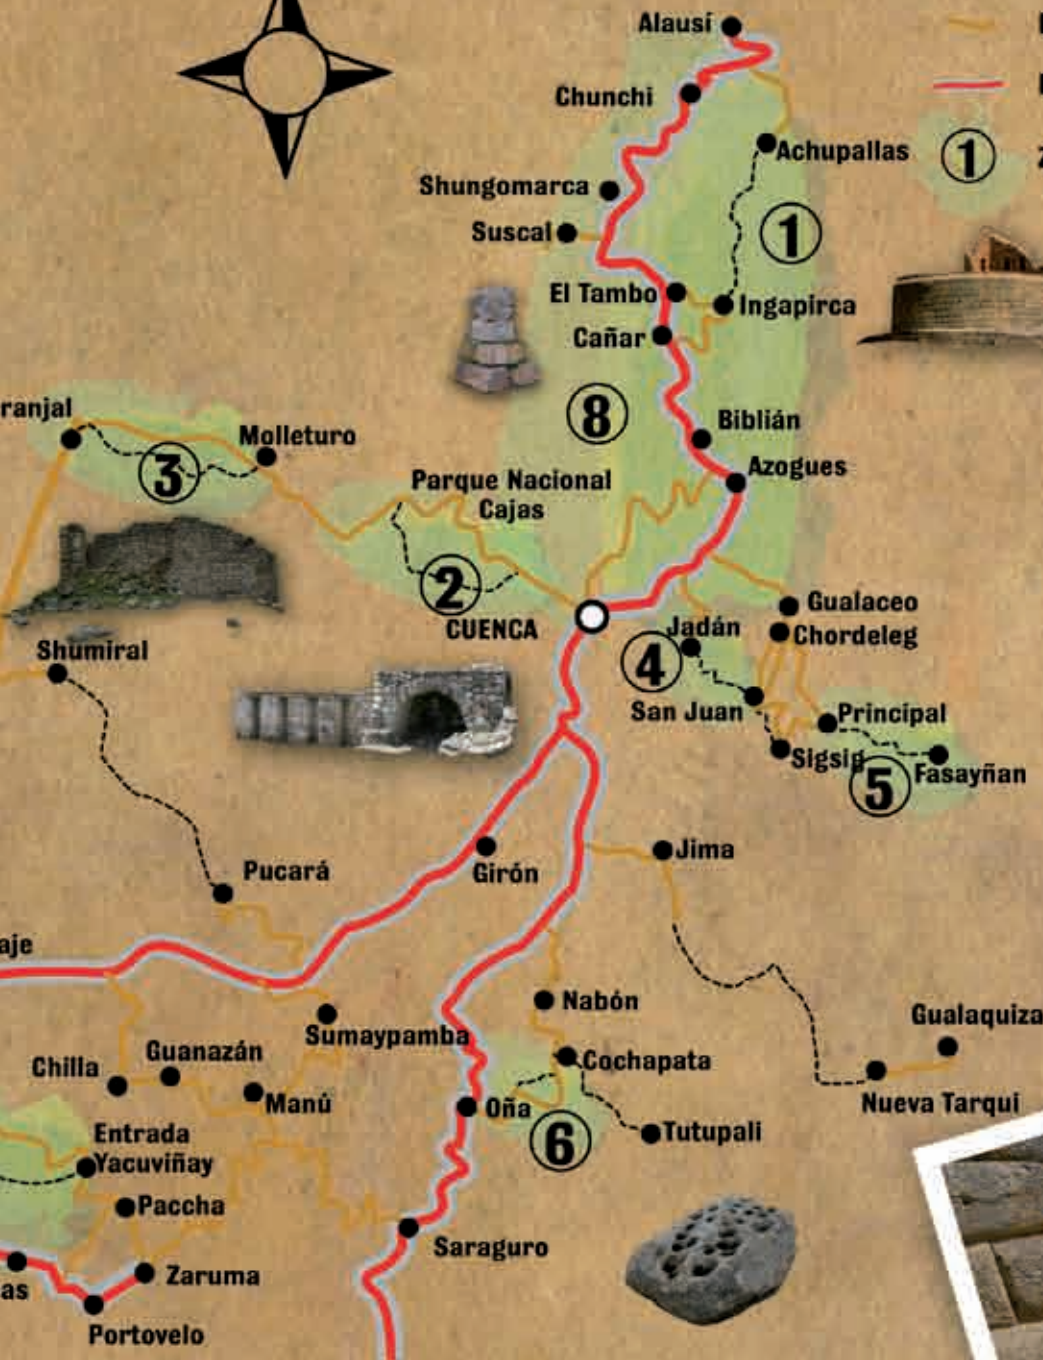 Alausí
Chunchi
Achupallas
1
Shungomarca
Suscal
1
El Tambo
Ingapirca
Cañar
8
Biblián
ranjal
Molleturo
3
Azogues
Parque Nacional
Cajas
2
CUENCA
Gualaceo
Chordeleg
Jadán
4
Shumiral
San Juan
Principal
Sigsig
Fasayñan
5
Jima
Girón
Pucará
aje
Nabón
Gualaquiza
Sumaypamba
Guanazán
Chilla
Cochapata
Manú
Oña
Nueva Tarqui
6
Tutupali
Entrada
Yacuviñay
Paccha
Saraguro
Zaruma
as
Portovelo